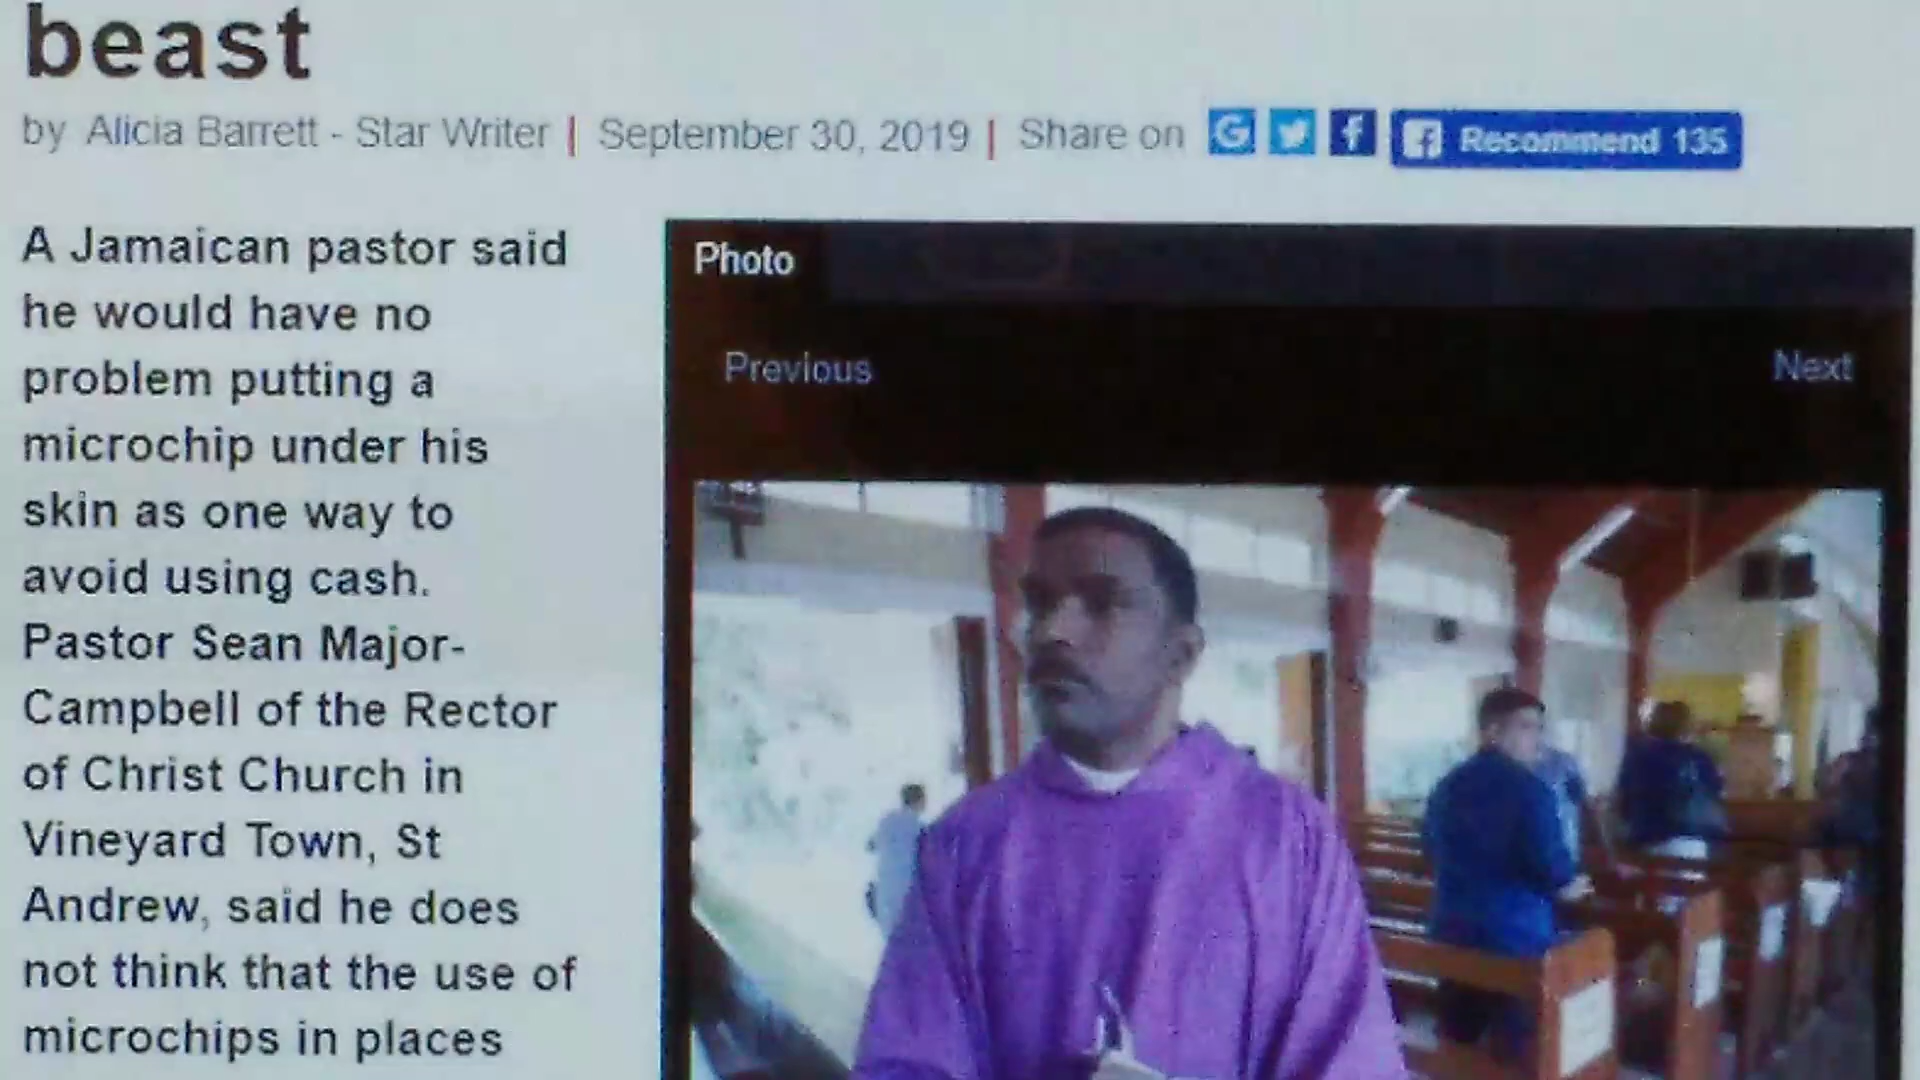 beast
by Alicia Barrett - Star Writer | September 30, 2019 | Share on G f f Recommend 135
A Jamaican pastor said
he would have no
problem putting a
microchip under his
skin as one way to
avoid using cash.
Pastor Sean Major-
Campbell of the Rector
of Christ Church in
Vineyard Town, St
Andrew, said he does
not think that the use of
microchips in places
Photo
Previous
Next